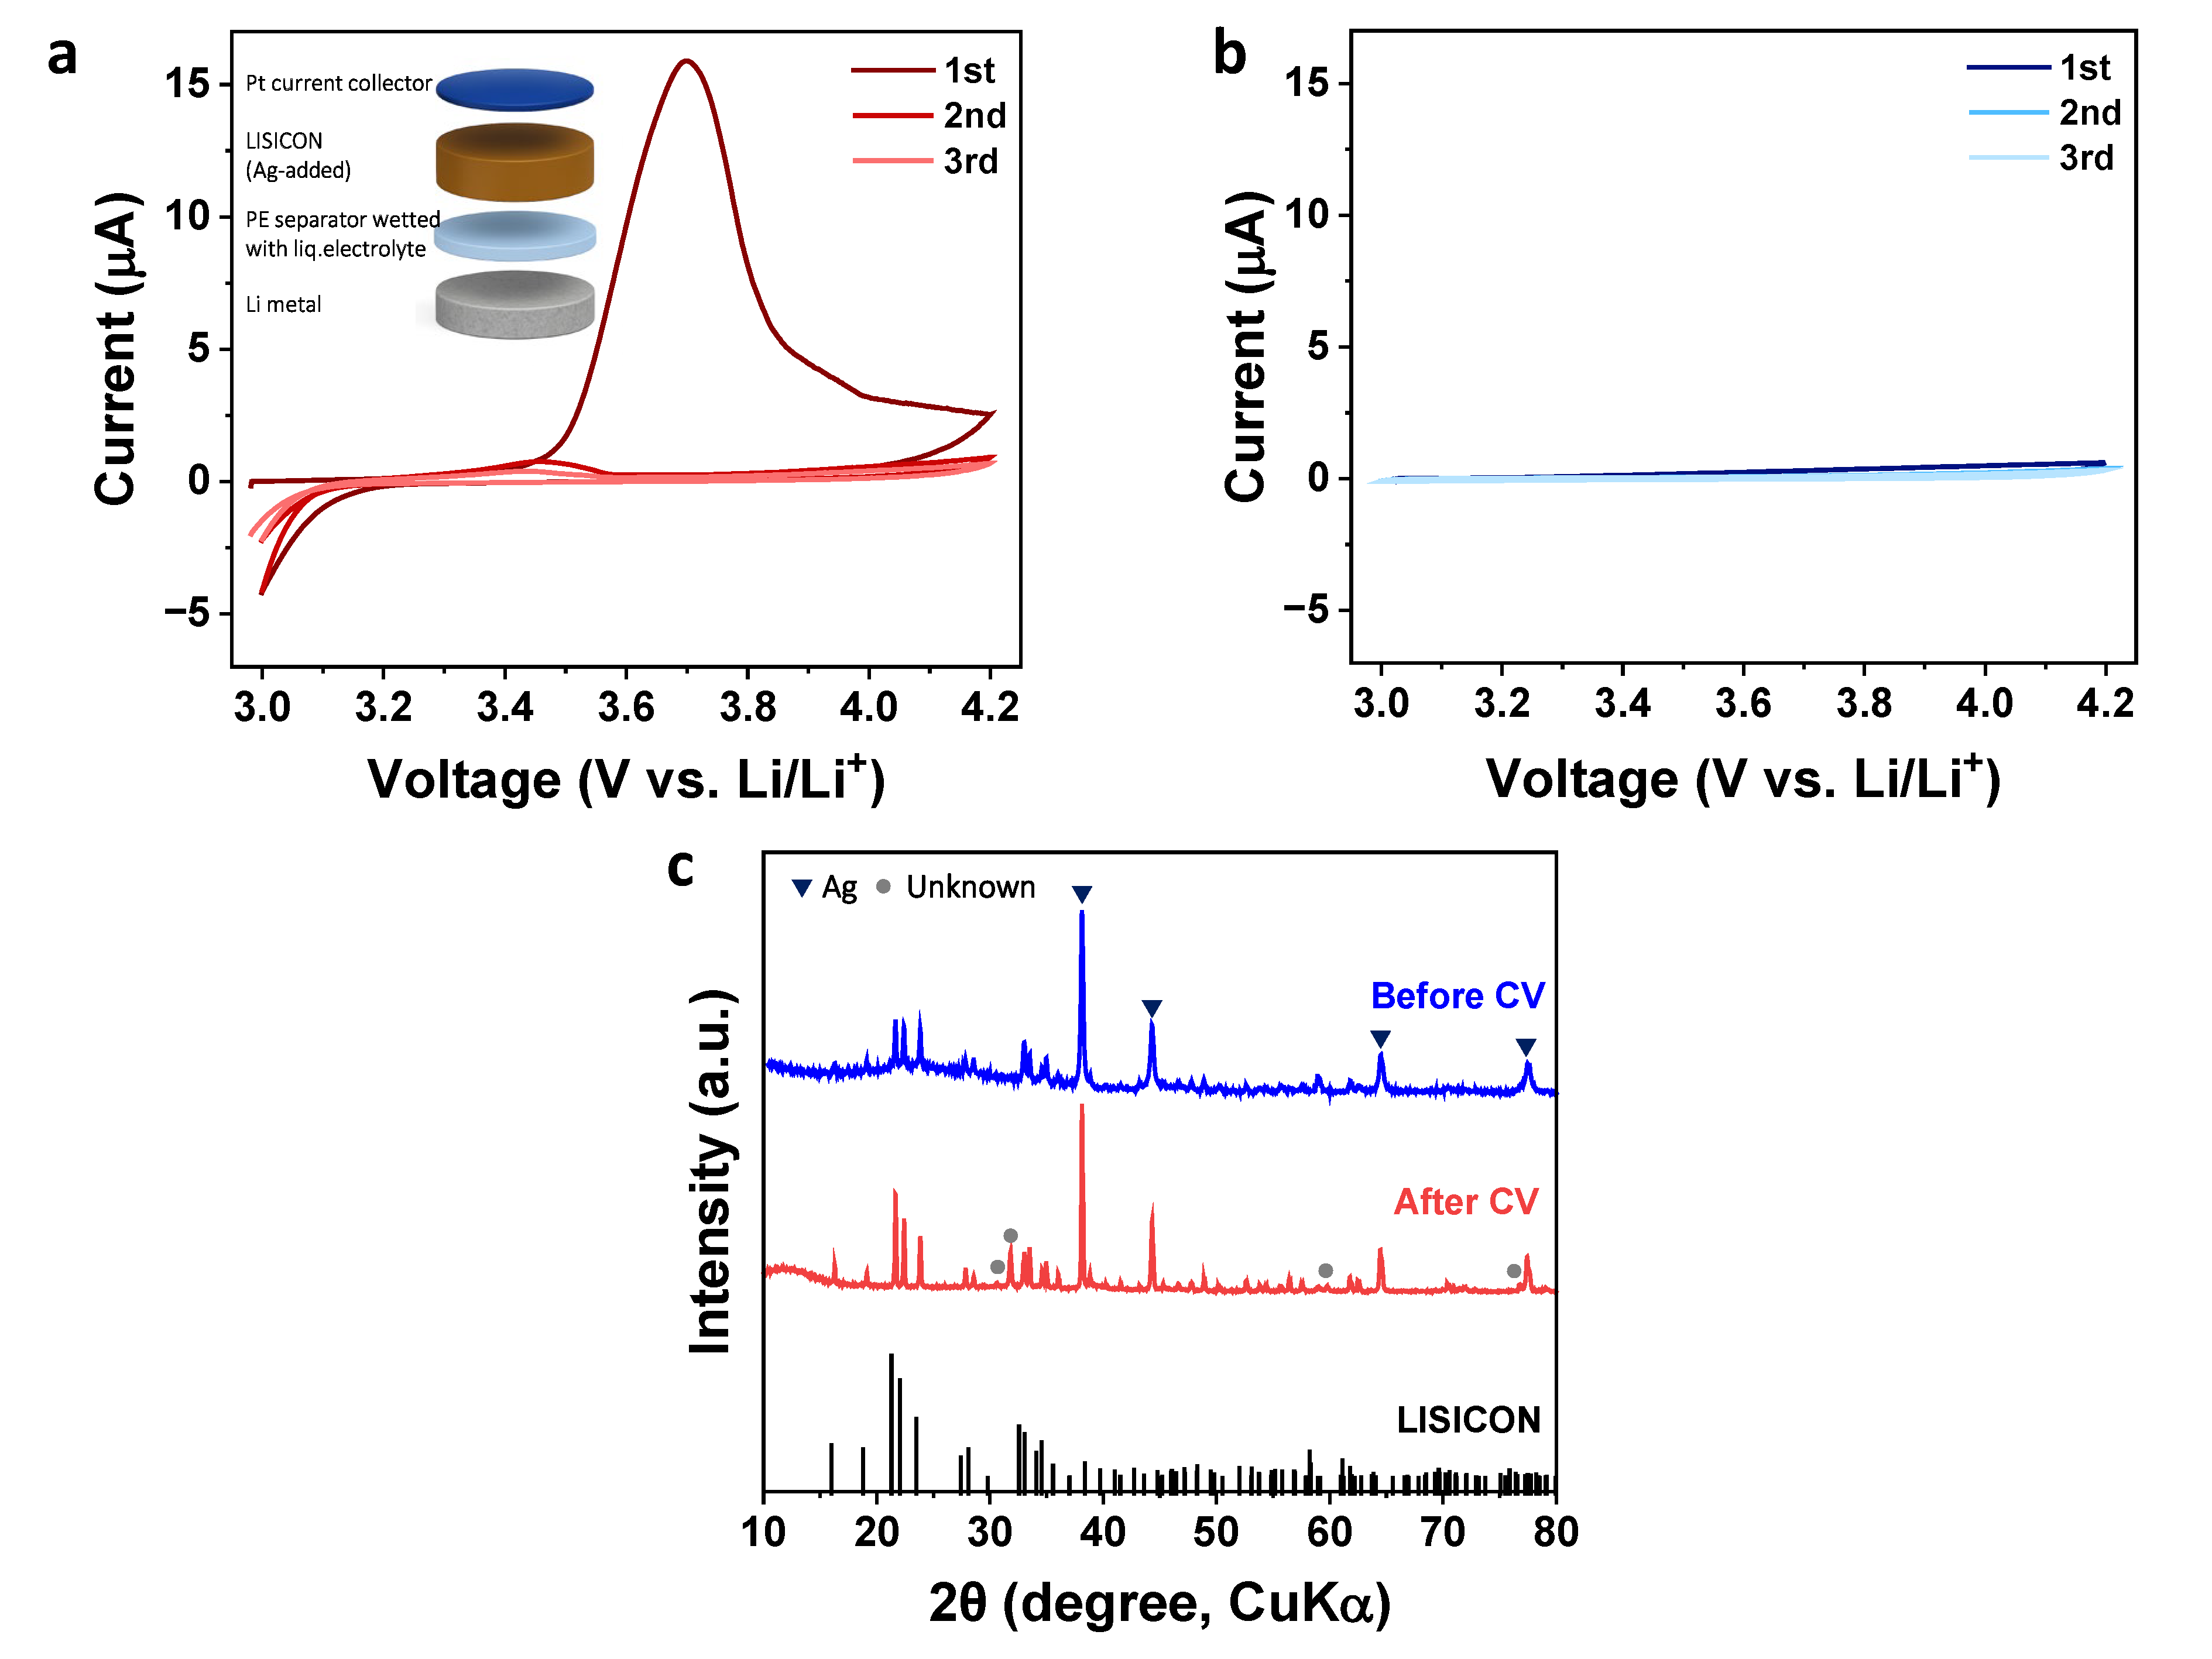 a
Pt current collector
LISICON
(Ag-added)
PE separator wetted
with liq.electrolyte
Li metal
1st
2nd
3rd
15
10
5
0
−5
Current (μA)
3.0 3.2 3.4 3.6 3.8 4.0 4.2
Voltage (V vs. Li/Li⁺)
b
1st
2nd
3rd
15
10
5
0
−5
Current (μA)
3.0 3.2 3.4 3.6 3.8 4.0 4.2
Voltage (V vs. Li/Li⁺)
c
Ag Unknown
Before CV
After CV
LISICON
Intensity (a.u.)
10 20 30 40 50 60 70 80
2θ (degree, CuKα)